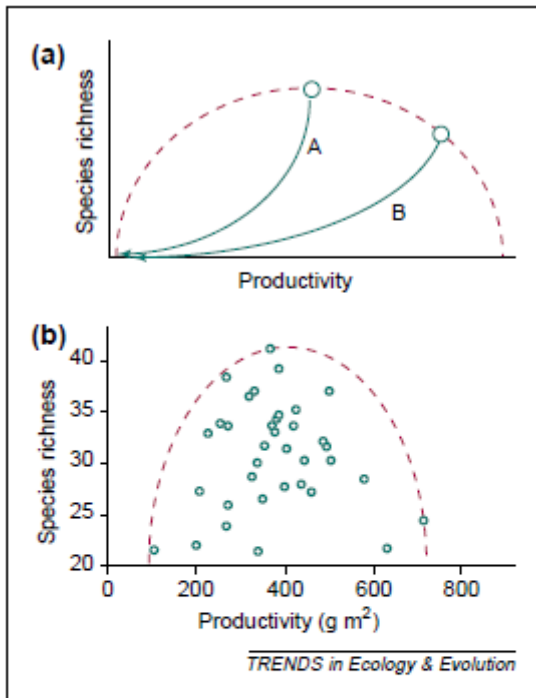 (a)
Species richness
A
B
Productivity
(b)
Species richness
40
35
30
25
20
0 200 400 600 800
Productivity (g m²)
TRENDS in Ecology & Evolution